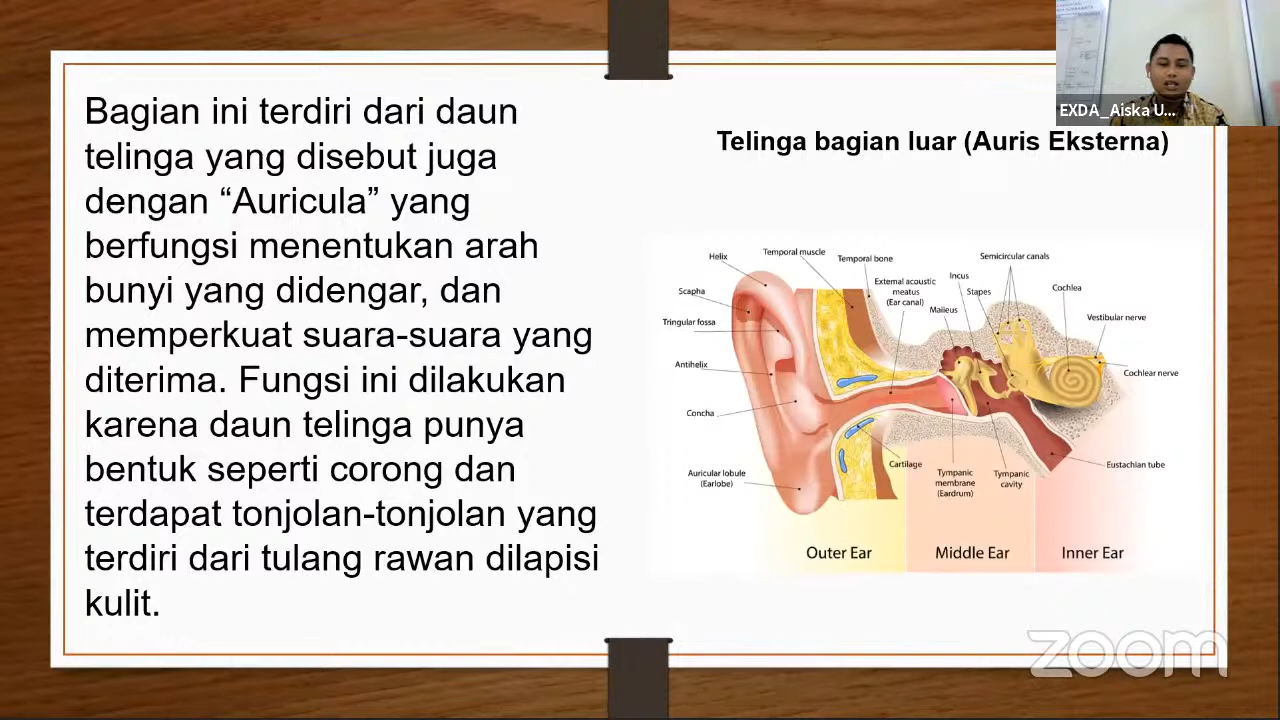 Bagian ini terdiri dari daun
telinga yang disebut juga
dengan “Auricula” yang
berfungsi menentukan arah
bunyi yang didengar, dan
memperkuat suara-suara yang
diterima. Fungsi ini dilakukan
karena daun telinga punya
bentuk seperti corong dan
terdapat tonjolan-tonjolan yang
terdiri dari tulang rawan dilapisi
kulit.
EXDA_Aiska U...
Telinga bagian luar (Auris Eksterna)
Helix
Temporal muscle
Temporal bone
Semicircular canals
Scapha
External acoustic
meatus
(Ear canal)
Incus
Stapes
Cochlea
Maileus
Tringular fossa
Vestibular nerve
Antihelix
Cochlear nerve
Concha
Auricular lobule
(Earlobe)
Cartilage
Tympanic
membrane
(Eardrum)
Tympanic
cavity
Eustachian tube
Outer Ear
Middle Ear
Inner Ear
zoom